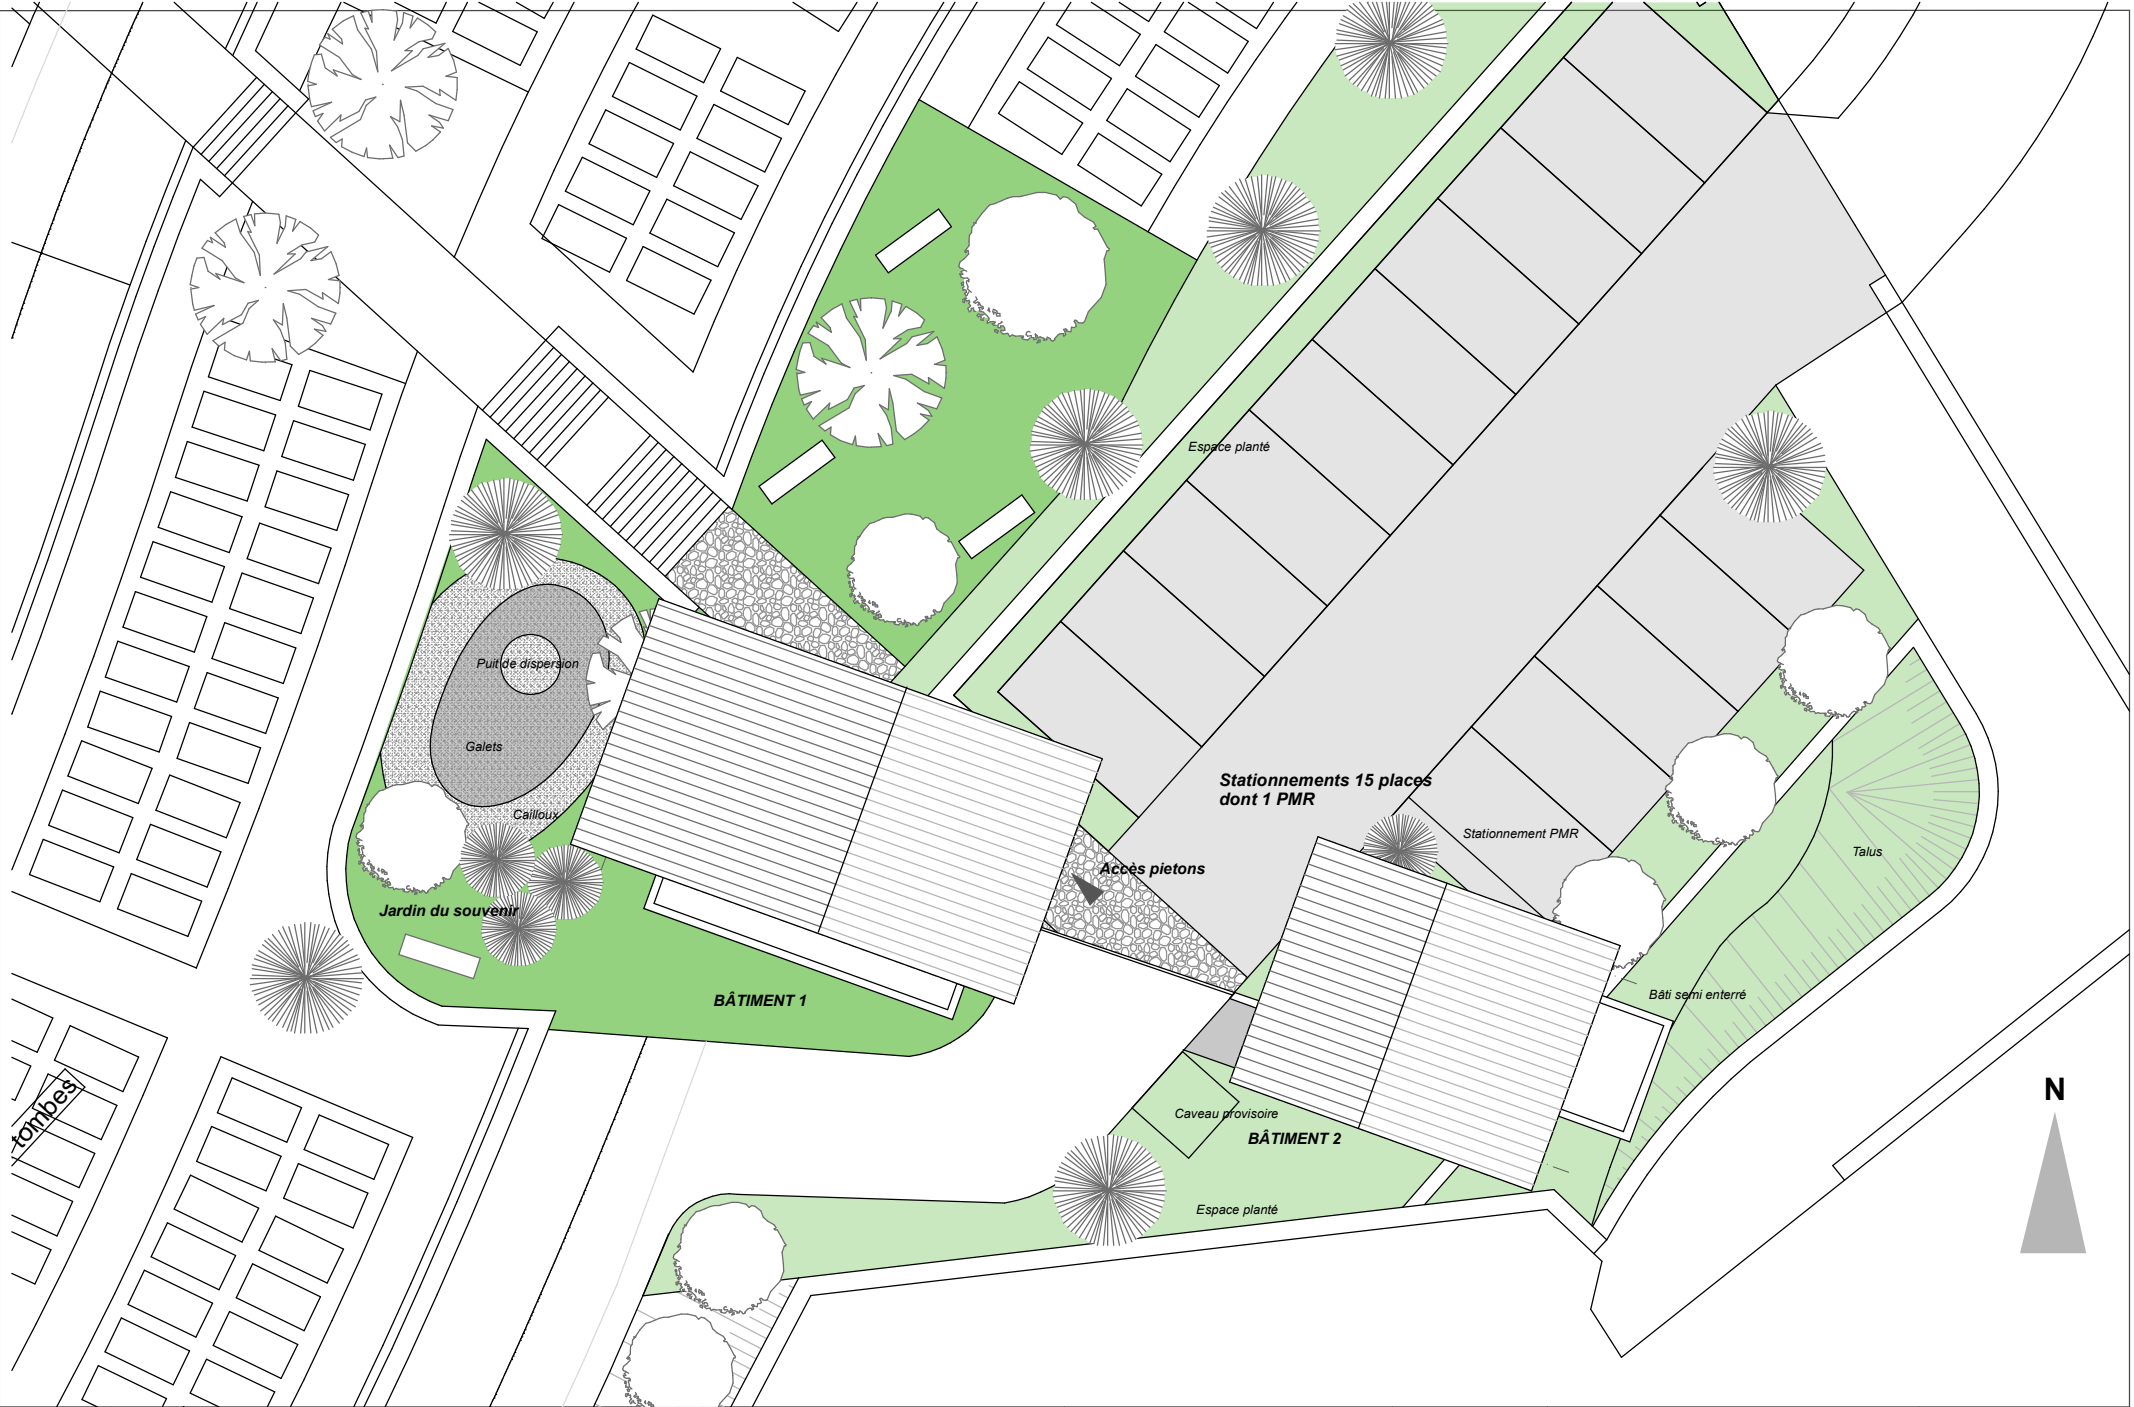 Espace planté
Puit de dispersion
Galets
Cailloux
Stationnements 15 places
dont 1 PMR
Stationnement PMR
Talus
Accès pietons
Jardin du souvenir
BÂTIMENT 1
Bâti semi enterré
tombes
Caveau provisoire
BÂTIMENT 2
N
Espace planté